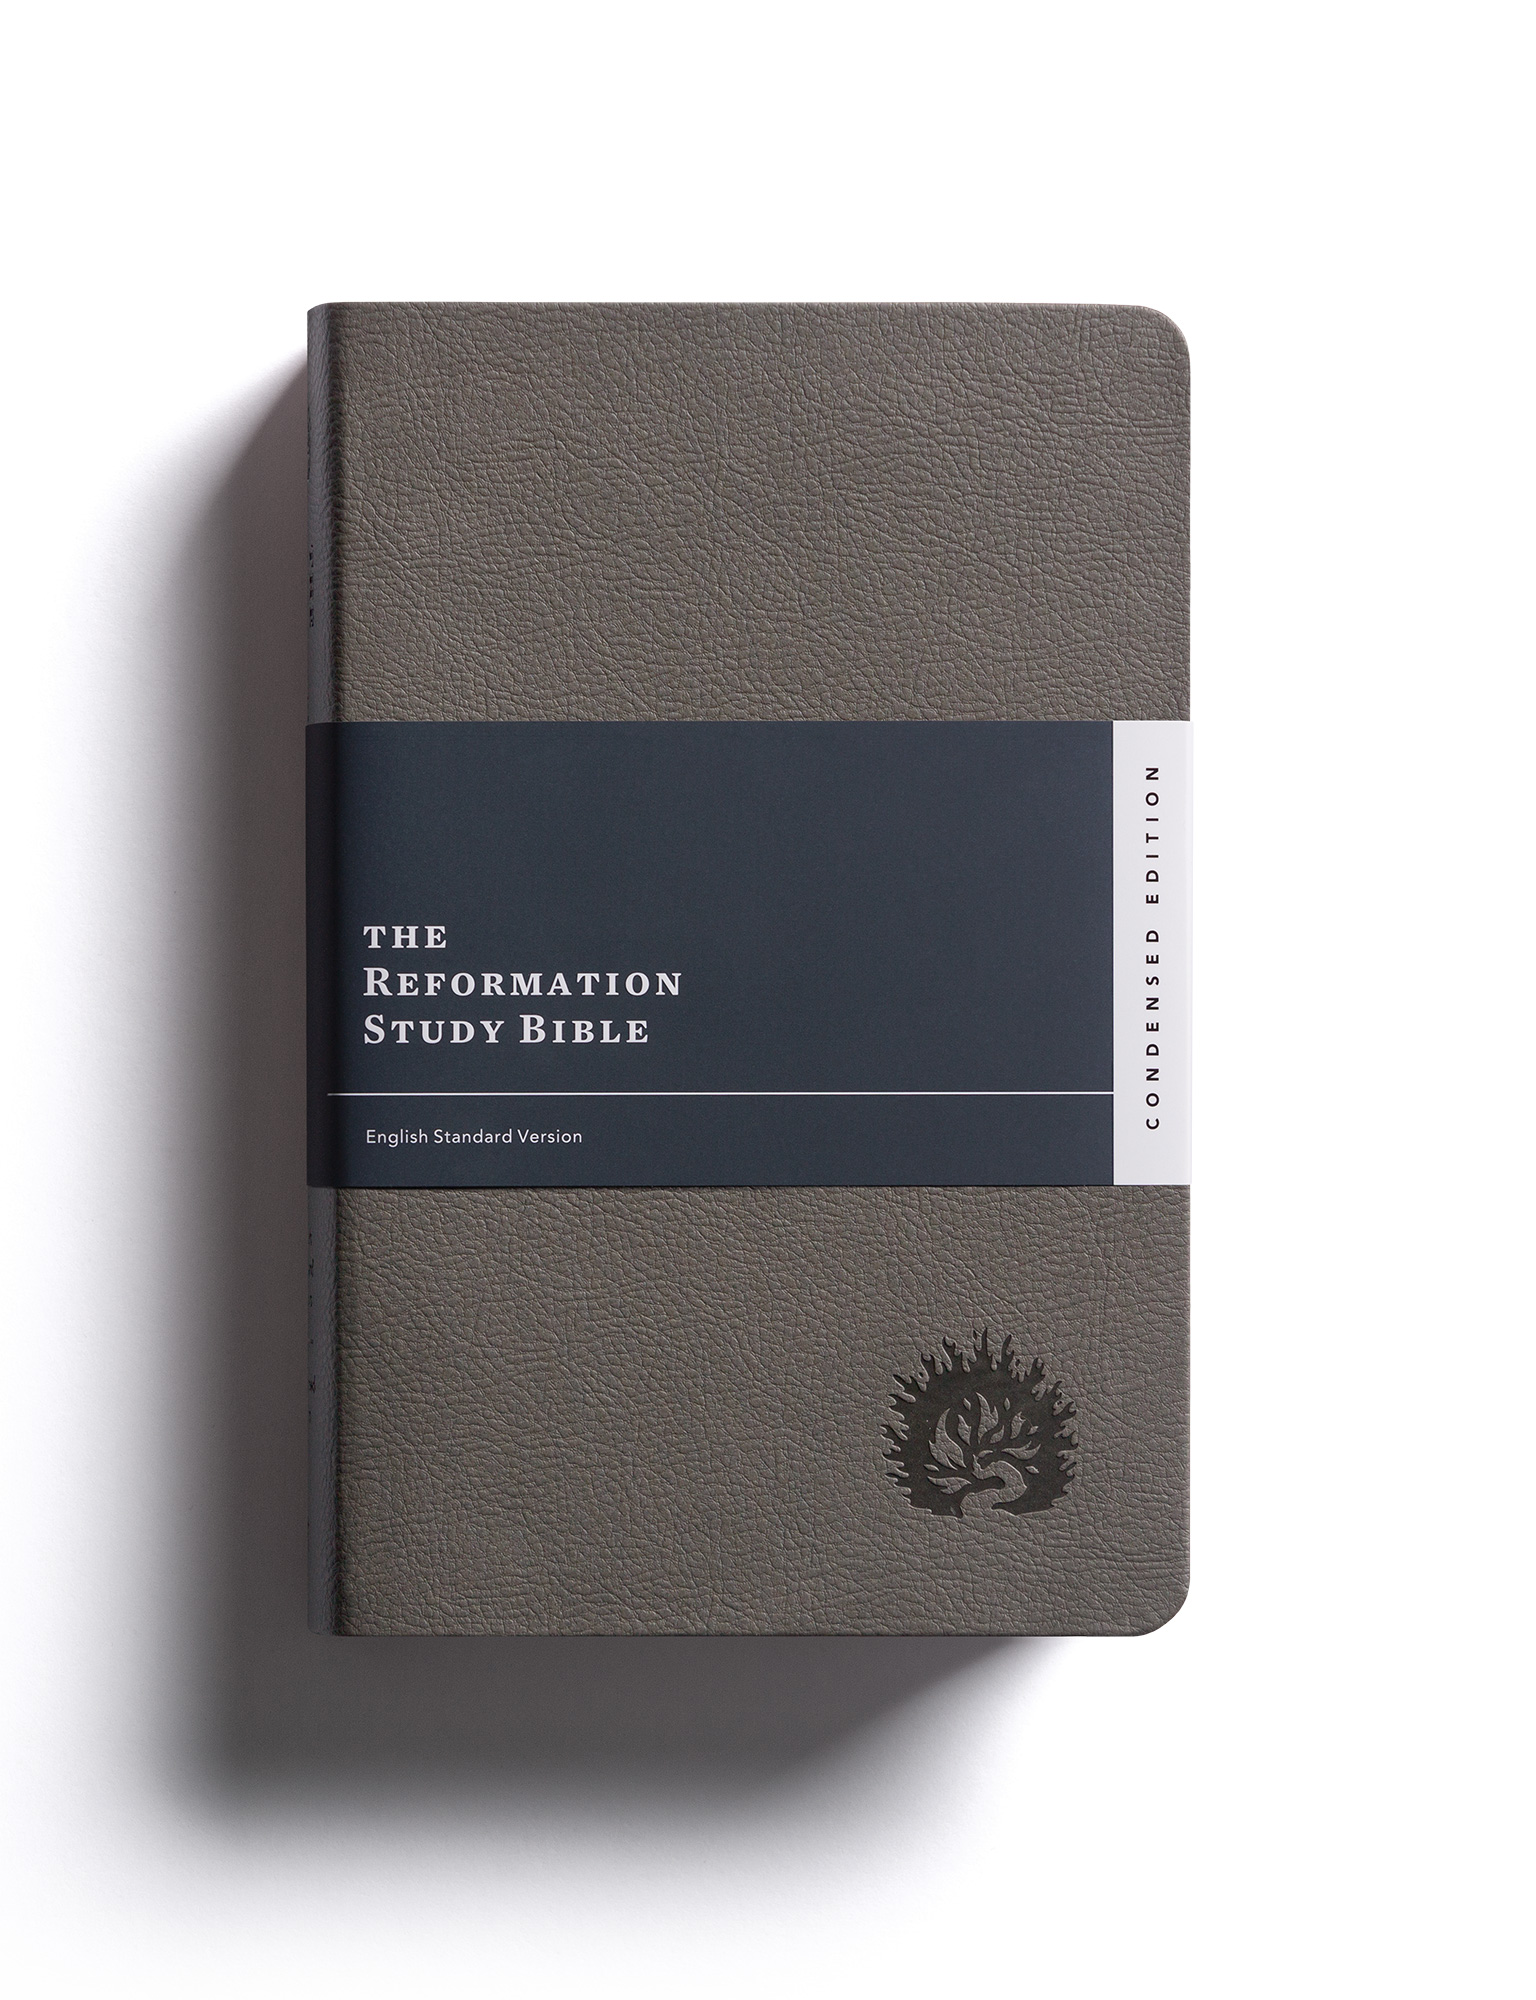 THE
REFORMATION
STUDY BIBLE
English Standard Version
CONDENSED EDITION